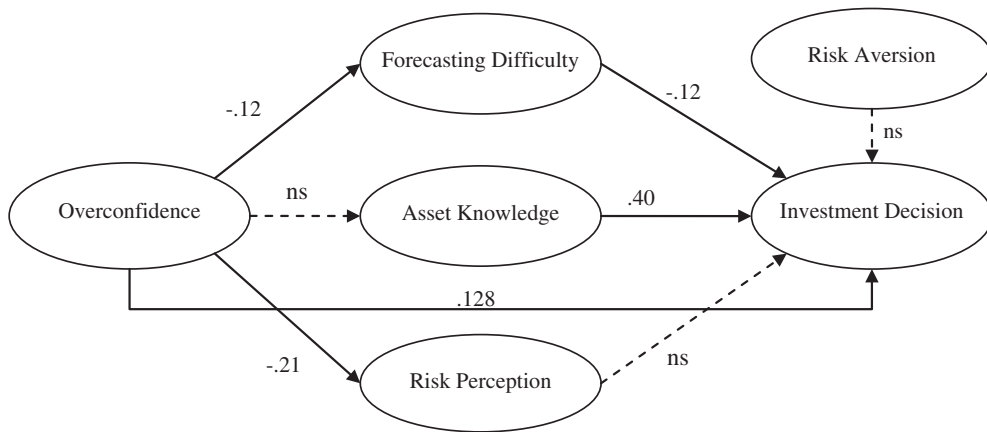 Forecasting Difficulty
Risk Aversion
-.12
-.12
ns
ns
Overconfidence
Asset Knowledge
.40
Investment Decision
.128
-.21
Risk Perception
ns